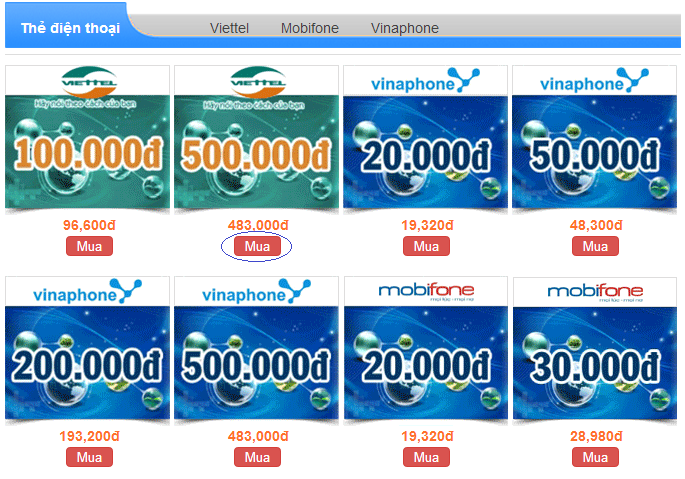 Thẻ điện thoại Viettel Mobifone Vinaphone
VIETTEL VIETTEL vinaphone vinaphone
Hãy nói theo cách của bạn Hãy nói theo cách của bạn
100.000đ 500.000đ 20.000đ 50.000đ
96,600đ 483,000đ 19,320đ 48,300đ
Mua Mua Mua Mua
vinaphone vinaphone mobifone mobifone
mọi lúc - mọi nơi mọi lúc - mọi nơi
200.000đ 500.000đ 20.000đ 30.000đ
193,200đ 483,000đ 19,320đ 28,980đ
Mua Mua Mua Mua